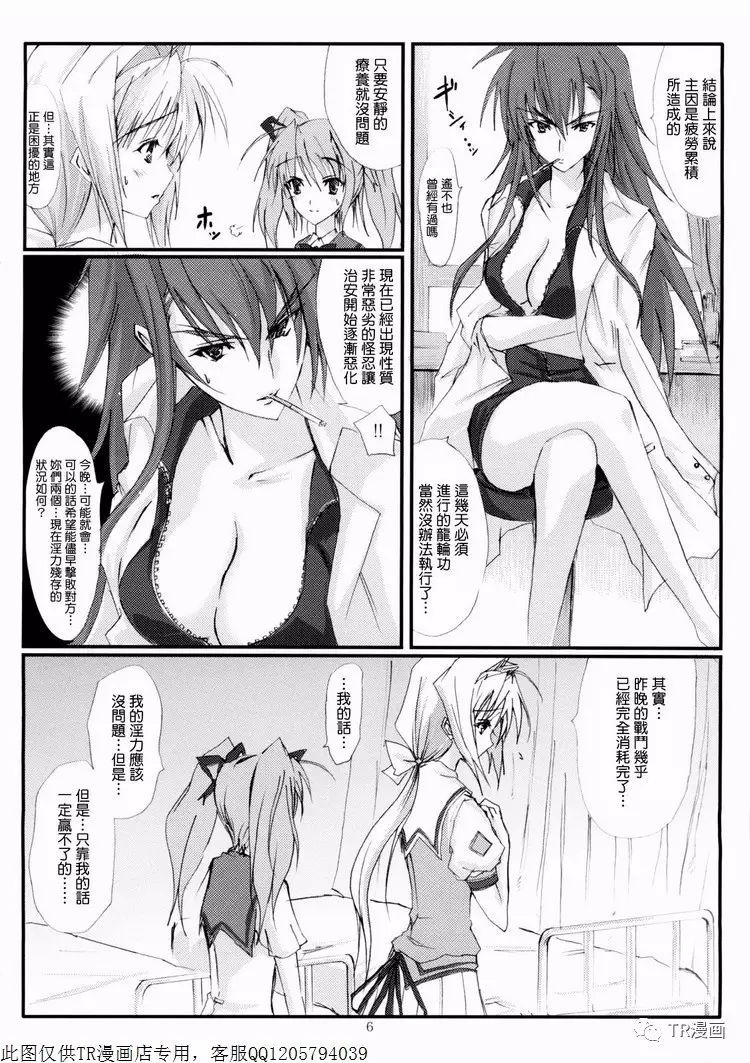 結論上來說
主因是疲勞累積
所造成的
遙不也
曾經有過嗎
這幾天必須
進行的龍輪功
當然沒辦法執行了…
只要安靜的
療養就沒問題
但…其實這
正是困擾的地方
ホッ
現在已經出現性質
非常惡劣的怪忍讓
治安開始逐漸惡化
!!
今晚…可能就會…
可以的話希望能儘早擊敗對方…
妳們兩個…現在淫力殘存的
狀況如何?
其實…
昨晚的戰鬥幾乎
已經完全消耗完了…
…我的話…
我的淫力應該
沒問題…但是…
但是…只靠我的話
一定贏不了的……
6
TR漫画
此图仅供TR漫画店专用，客服QQ1205794039